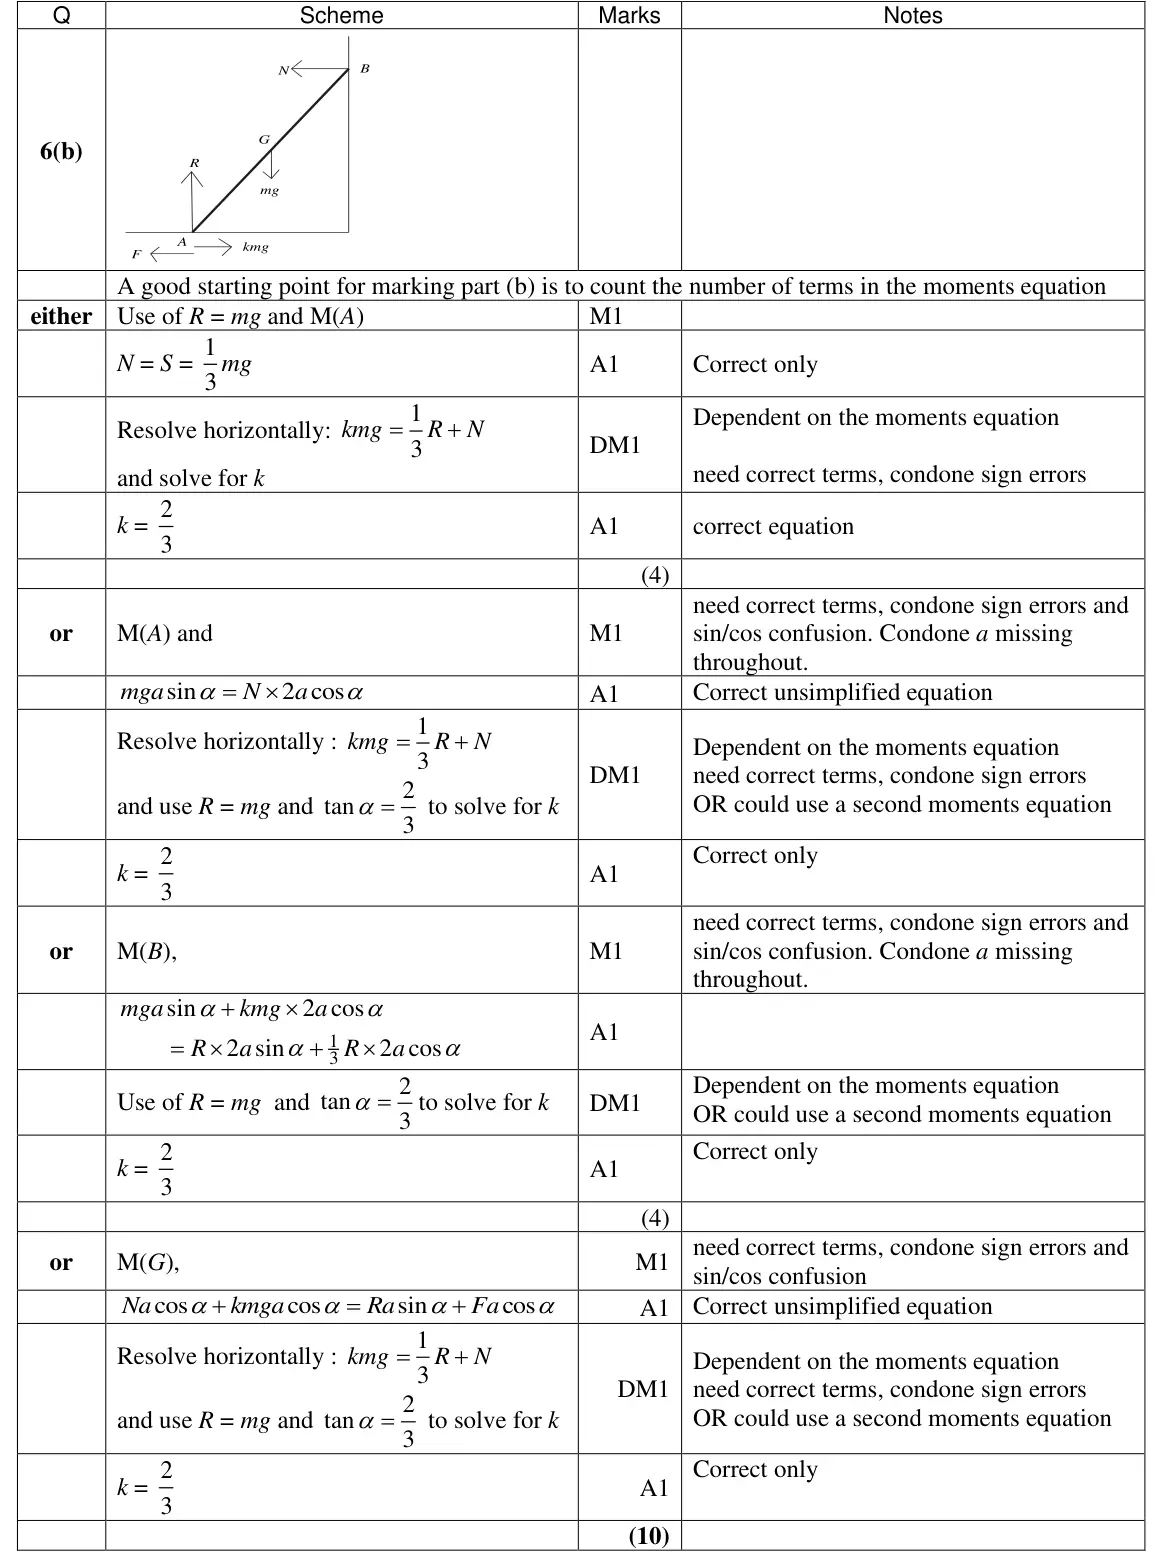 Q Scheme Marks Notes
6(b)
N B
G
R
mg
A
F kmg
A good starting point for marking part (b) is to count the number of terms in the moments equation
either Use of R = mg and M(A) M1
N = S = 1/3 mg A1 Correct only
Resolve horizontally: kmg = 1/3 R + N
and solve for k
DM1
Dependent on the moments equation
need correct terms, condone sign errors
k = 2/3 A1 correct equation
(4)
or M(A) and M1
need correct terms, condone sign errors and
sin/cos confusion. Condone a missing
throughout.
mga sin α = N × 2a cos α A1 Correct unsimplified equation
Resolve horizontally : kmg = 1/3 R + N
and use R = mg and tan α = 2/3 to solve for k
DM1
Dependent on the moments equation
need correct terms, condone sign errors
OR could use a second moments equation
k = 2/3 A1 Correct only
or M(B), M1
need correct terms, condone sign errors and
sin/cos confusion. Condone a missing
throughout.
mga sin α + kmg × 2a cos α
= R × 2a sin α + 1/3 R × 2a cos α
A1
Use of R = mg and tan α = 2/3 to solve for k DM1
Dependent on the moments equation
OR could use a second moments equation
k = 2/3 A1 Correct only
(4)
or M(G), M1
need correct terms, condone sign errors and
sin/cos confusion
Na cos α + kmga cos α = Ra sin α + Fa cos α A1 Correct unsimplified equation
Resolve horizontally : kmg = 1/3 R + N
and use R = mg and tan α = 2/3 to solve for k
DM1
Dependent on the moments equation
need correct terms, condone sign errors
OR could use a second moments equation
k = 2/3 A1 Correct only
(10)